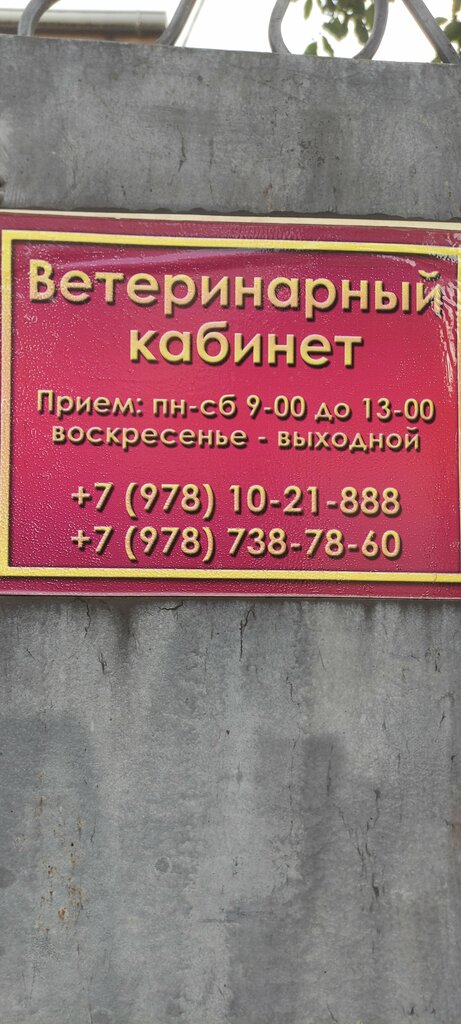 Ветеринарный
кабинет
Прием: пн-сб 9-00 до 13-00
воскресенье - выходной
+7 (978) 10-21-888
+7 (978) 738-78-60